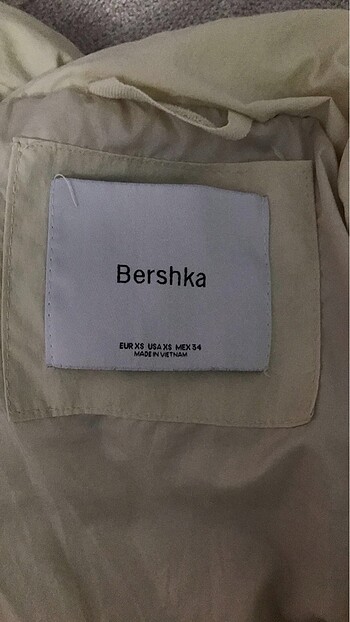 Bershka
EUR XS USA XS MEX 34
MADE IN VIETNAM